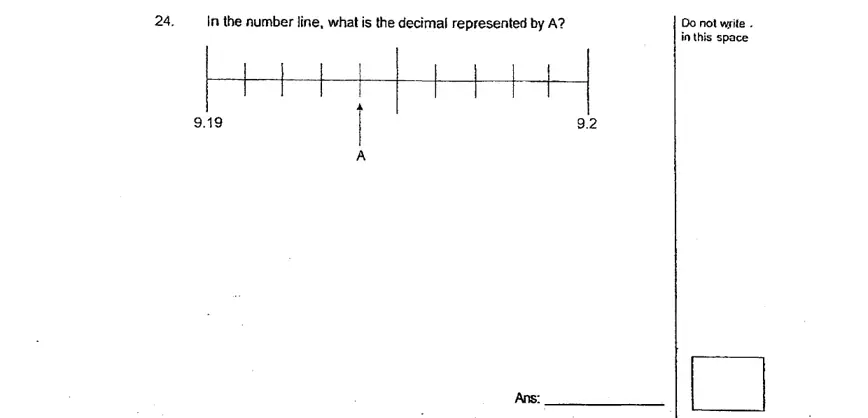 24. In the number line, what is the decimal represented by A?
Do not write .
in this space
9.19
9.2
A
Ans: